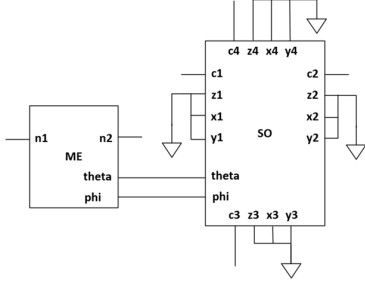 c4 z4 x4 y4
c1 c2
z1 z2
x1 x2
y1 SO y2
n1 n2
ME
theta theta
phi phi
c3 z3 x3 y3